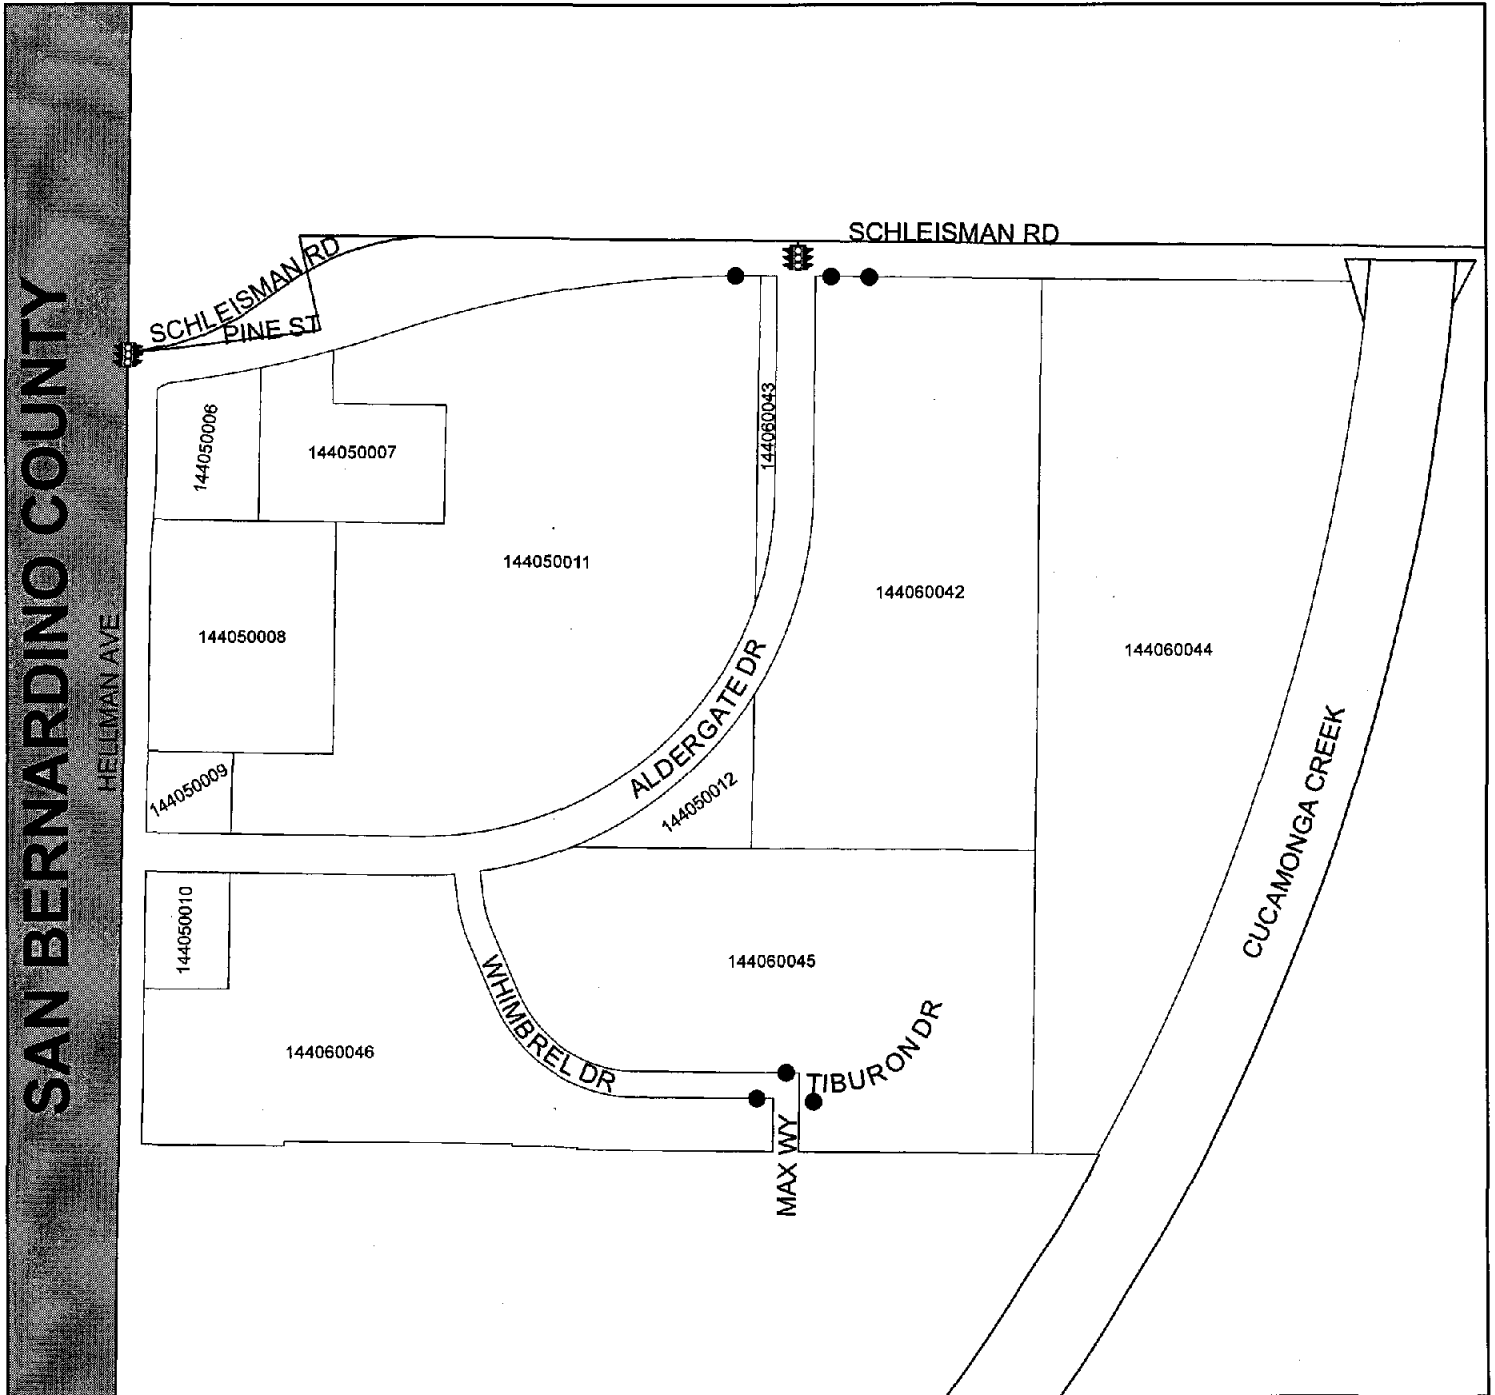 SCHLEISMAN RD
SCHLEISMAN RD
PINE ST
SAN BERNARDINO COUNTY
HELLMAN AVE
144050006
144050007
144060043
144050011
144060042
144050008
144060044
ALDERGATE DR
144050009
144050012
CUCAMONGA CREEK
144050010
WHIMBREL DR
144060045
144060046
TIBURON DR
MAX WY